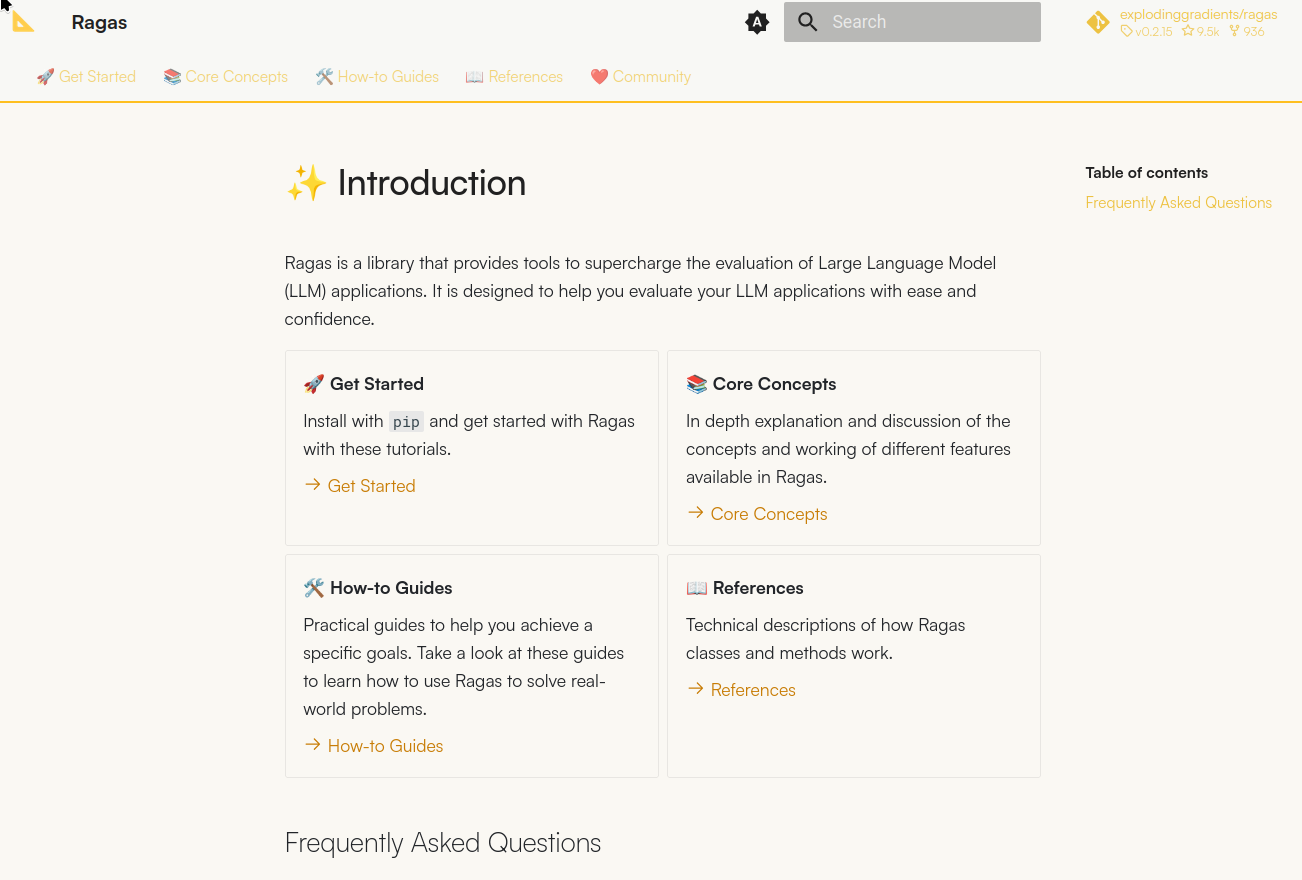 Ragas
A
Search
explodinggradients/ragas
v0.2.15 9.5k 936
🚀 Get Started 📚 Core Concepts 🛠️ How-to Guides 📖 References ❤️ Community
✨ Introduction
Table of contents
Frequently Asked Questions
Ragas is a library that provides tools to supercharge the evaluation of Large Language Model
(LLM) applications. It is designed to help you evaluate your LLM applications with ease and
confidence.
🚀 Get Started
Install with pip and get started with Ragas
with these tutorials.
→ Get Started
📚 Core Concepts
In depth explanation and discussion of the
concepts and working of different features
available in Ragas.
→ Core Concepts
🛠️ How-to Guides
Practical guides to help you achieve a
specific goals. Take a look at these guides
to learn how to use Ragas to solve real-
world problems.
→ How-to Guides
📖 References
Technical descriptions of how Ragas
classes and methods work.
→ References
Frequently Asked Questions